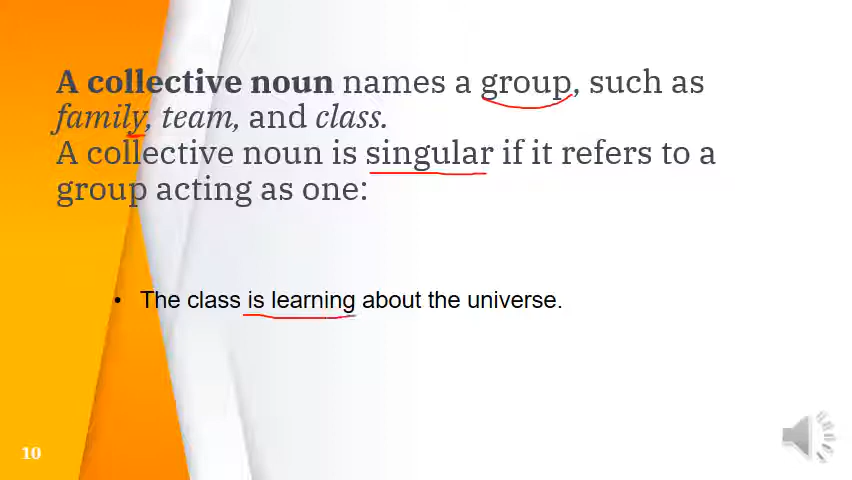 A collective noun names a group, such as
family, team, and class.
A collective noun is singular if it refers to a
group acting as one:
• The class is learning about the universe.
10